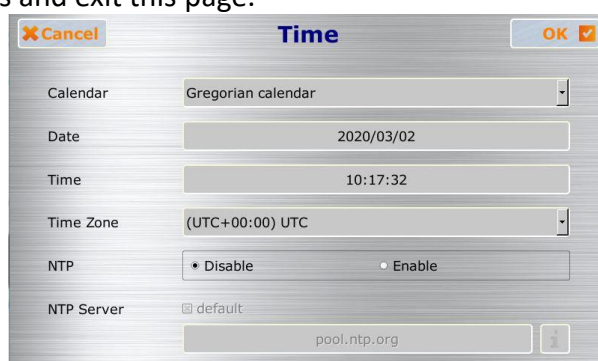 s and exit this page.
Cancel Time OK
Calendar Gregorian calendar
Date 2020/03/02
Time 10:17:32
Time Zone (UTC+00:00) UTC
NTP Disable Enable
NTP Server default
pool.ntp.org i